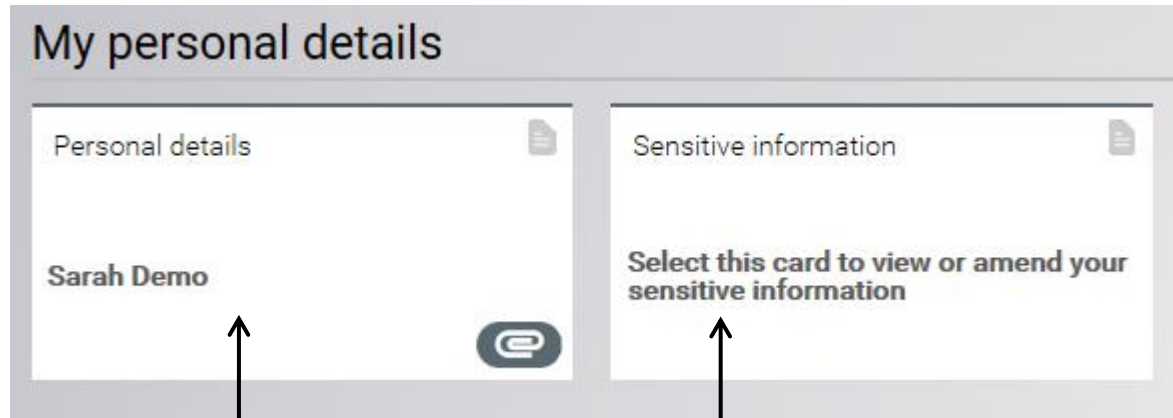 My personal details
Personal details
Sarah Demo
Sensitive information
Select this card to view or amend your
sensitive information